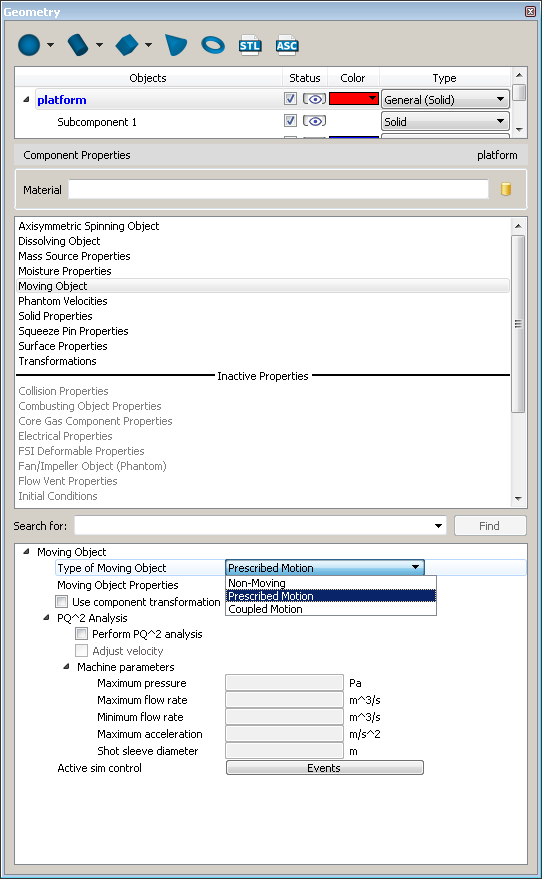 Geometry
STL ASC
Objects Status Color Type
platform General (Solid)
Subcomponent 1 Solid
Component Properties platform
Material
Axisymmetric Spinning Object
Dissolving Object
Mass Source Properties
Moisture Properties
Moving Object
Phantom Velocities
Solid Properties
Squeeze Pin Properties
Surface Properties
Transformations
Inactive Properties
Collision Properties
Combusting Object Properties
Core Gas Component Properties
Electrical Properties
FSI Deformable Properties
Fan/Impeller Object (Phantom)
Flow Vent Properties
Initial Conditions
Search for: Find
Moving Object
Type of Moving Object Prescribed Motion
Non-Moving
Moving Object Properties Prescribed Motion
Use component transformation Coupled Motion
PQ^2 Analysis
Perform PQ^2 analysis
Adjust velocity
Machine parameters
Maximum pressure Pa
Maximum flow rate m^3/s
Minimum flow rate m^3/s
Maximum acceleration m/s^2
Shot sleeve diameter m
Active sim control Events